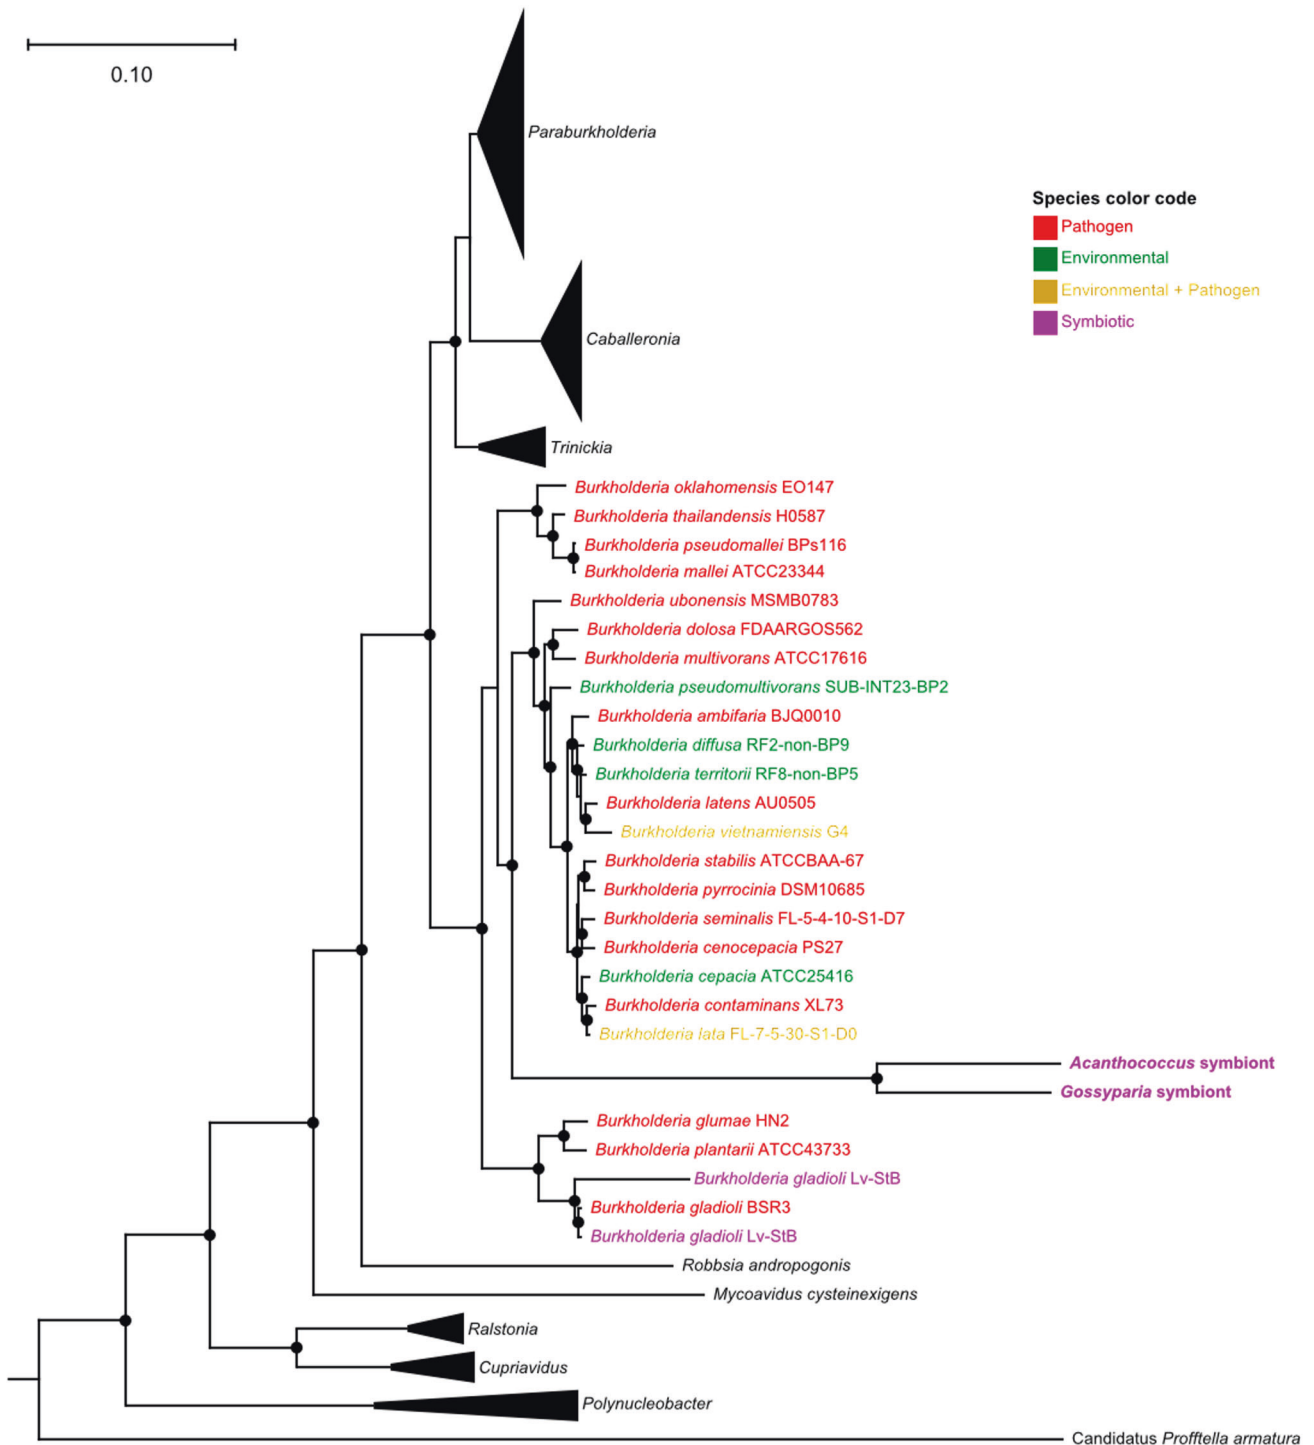 0.10
Paraburkholderia
Species color code
Pathogen
Environmental
Environmental + Pathogen
Symbiotic
Caballeronia
Trinickia
Burkholderia oklahomensis EO147
Burkholderia thailandensis H0587
Burkholderia pseudomallei BPs116
Burkholderia mallei ATCC23344
Burkholderia ubonensis MSMB0783
Burkholderia dolosa FDAARGOS562
Burkholderia multivorans ATCC17616
Burkholderia pseudomultivorans SUB-INT23-BP2
Burkholderia ambifaria BJQ0010
Burkholderia diffusa RF2-non-BP9
Burkholderia territorii RF8-non-BP5
Burkholderia latens AU0505
Burkholderia vietnamiensis G4
Burkholderia stabilis ATCCBAA-67
Burkholderia pyrrocinia DSM10685
Burkholderia seminalis FL-5-4-10-S1-D7
Burkholderia cenocepacia PS27
Burkholderia cepacia ATCC25416
Burkholderia contaminans XL73
Burkholderia lata FL-7-5-30-S1-D0
Acanthococcus symbiont
Gossyparia symbiont
Burkholderia glumae HN2
Burkholderia plantarii ATCC43733
Burkholderia gladioli Lv-StB
Burkholderia gladioli BSR3
Burkholderia gladioli Lv-StB
Robbsia andropogonis
Mycoavidus cysteinexigens
Ralstonia
Cupriavidus
Polynucleobacter
Candidatus Profftella armatura